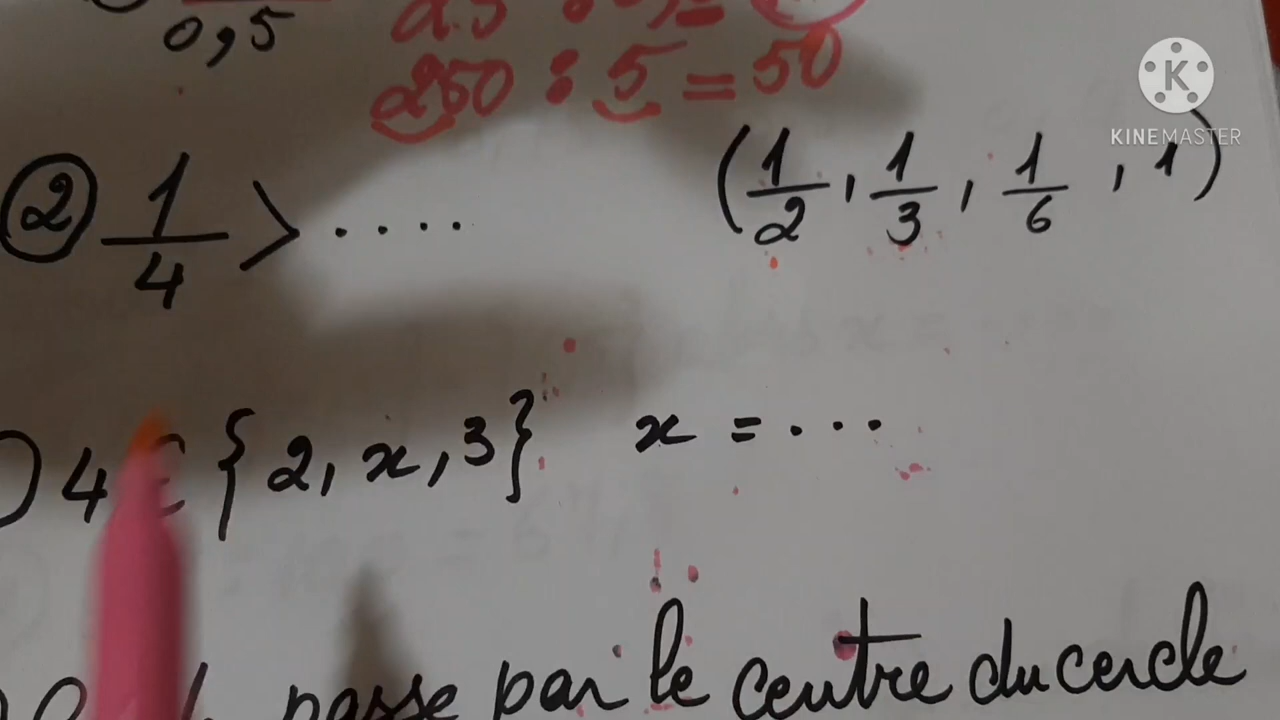 0,5
250 : 5 = 50
KINEMASTER
② 1/4 > .... (1/2, 1/3, 1/6, 1)
4 ∈ {2, x, 3} x = ...
passe par le centre du cercle